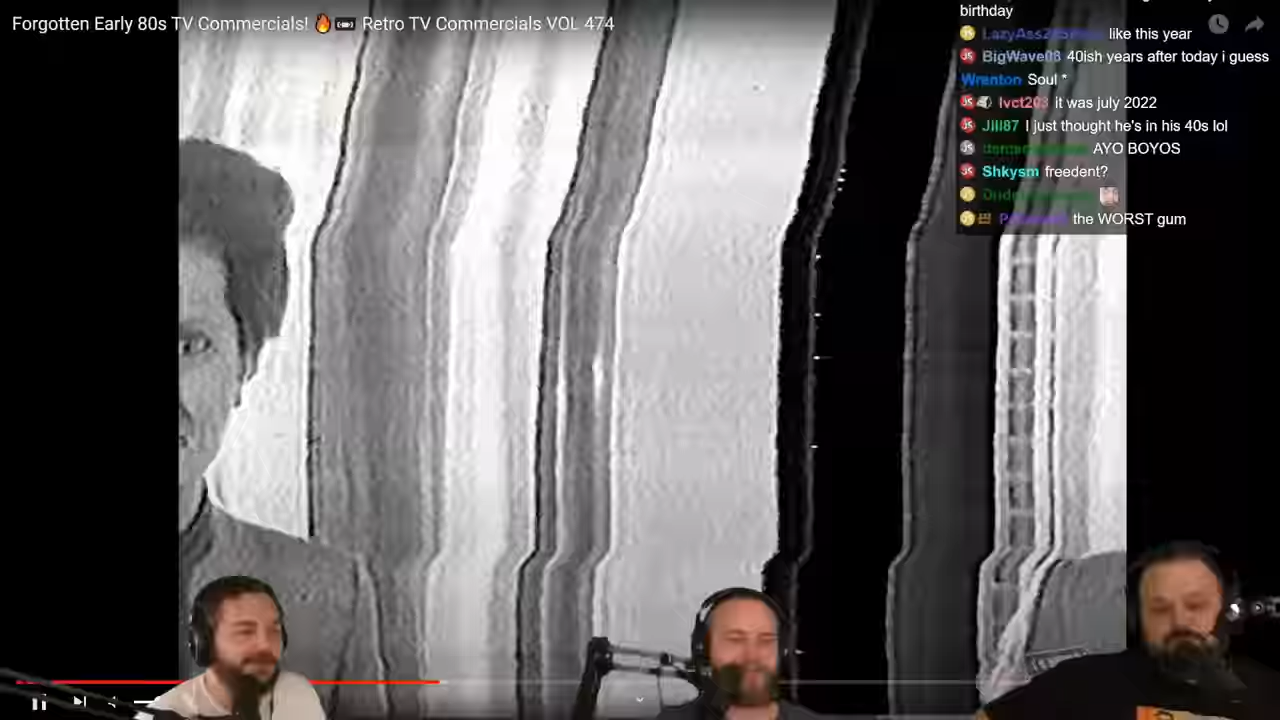 Forgotten Early 80s TV Commercials! 🔥📼 Retro TV Commercials VOL 474
birthday
like this year
BigWave08 40ish years after today i guess
Wrenton Soul *
lvct203 it was july 2022
Jill87 I just thought he's in his 40s lol
AYO BOYOS
Shkysm freedent?
the WORST gum